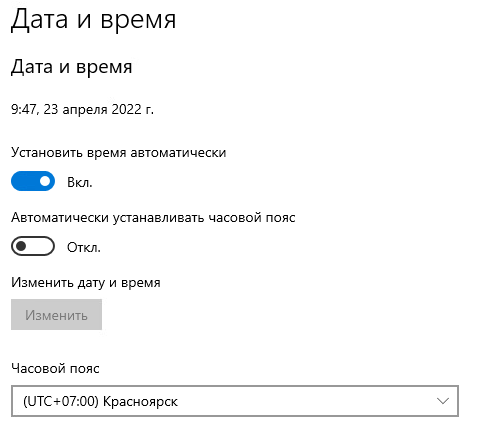 Дата и время
Дата и время
9:47, 23 апреля 2022 г.
Установить время автоматически
Вкл.
Автоматически устанавливать часовой пояс
Откл.
Изменить дату и время
Изменить
Часовой пояс
(UTC+07:00) Красноярск